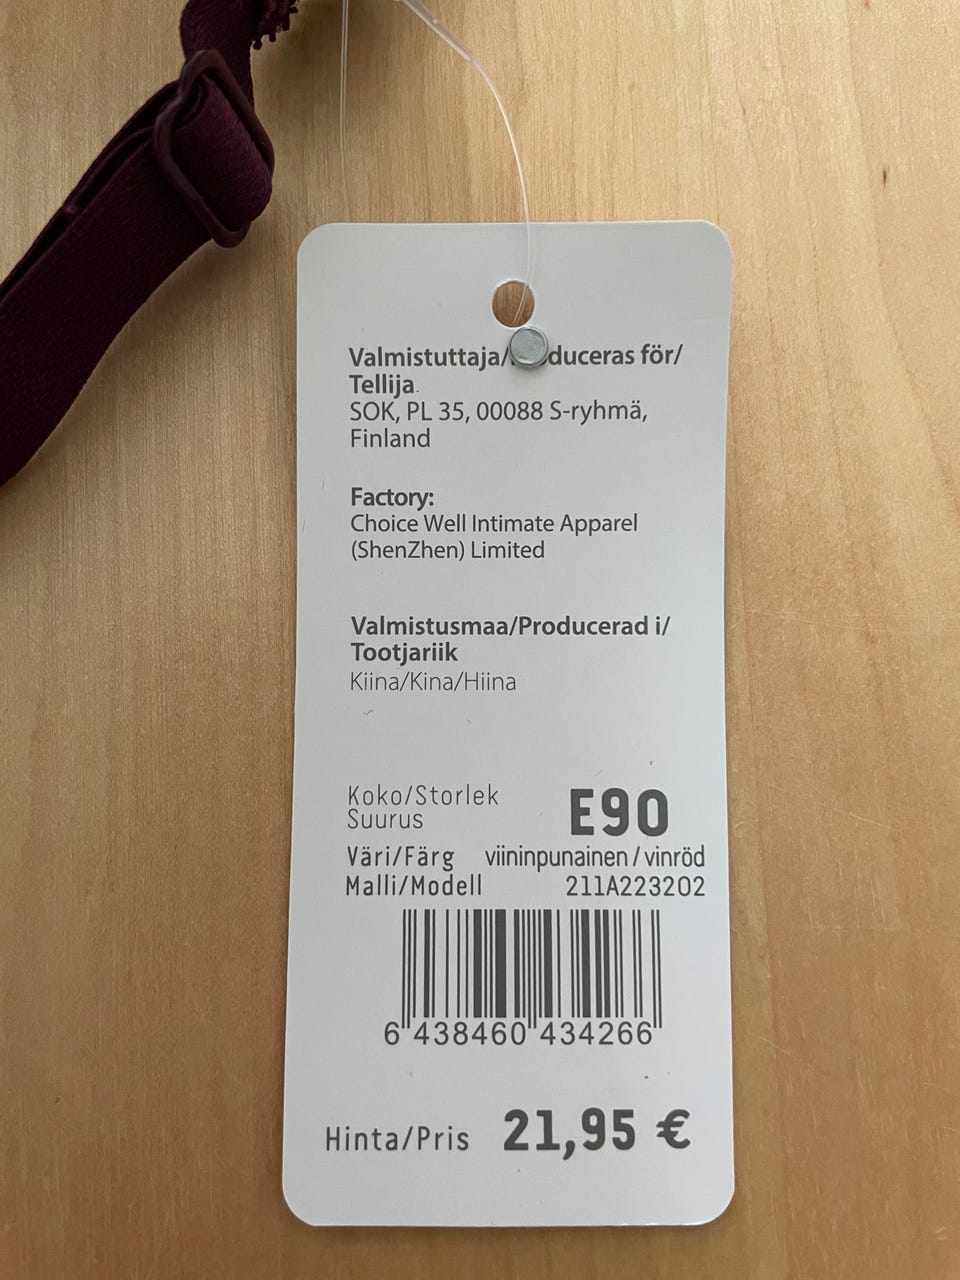 Valmistuttaja/ duceras för/
Tellija.
SOK, PL 35, 00088 S-ryhmä,
Finland
Factory:
Choice Well Intimate Apparel
(ShenZhen) Limited
Valmistusmaa/Producerad i/
Tootjariik
Kiina/Kina/Hiina
Koko/Storlek
Suurus E90
Väri/Färg viininpunainen / vinröd
Malli/Modell 211A223202
6 438460 434266
Hinta/Pris 21,95 €